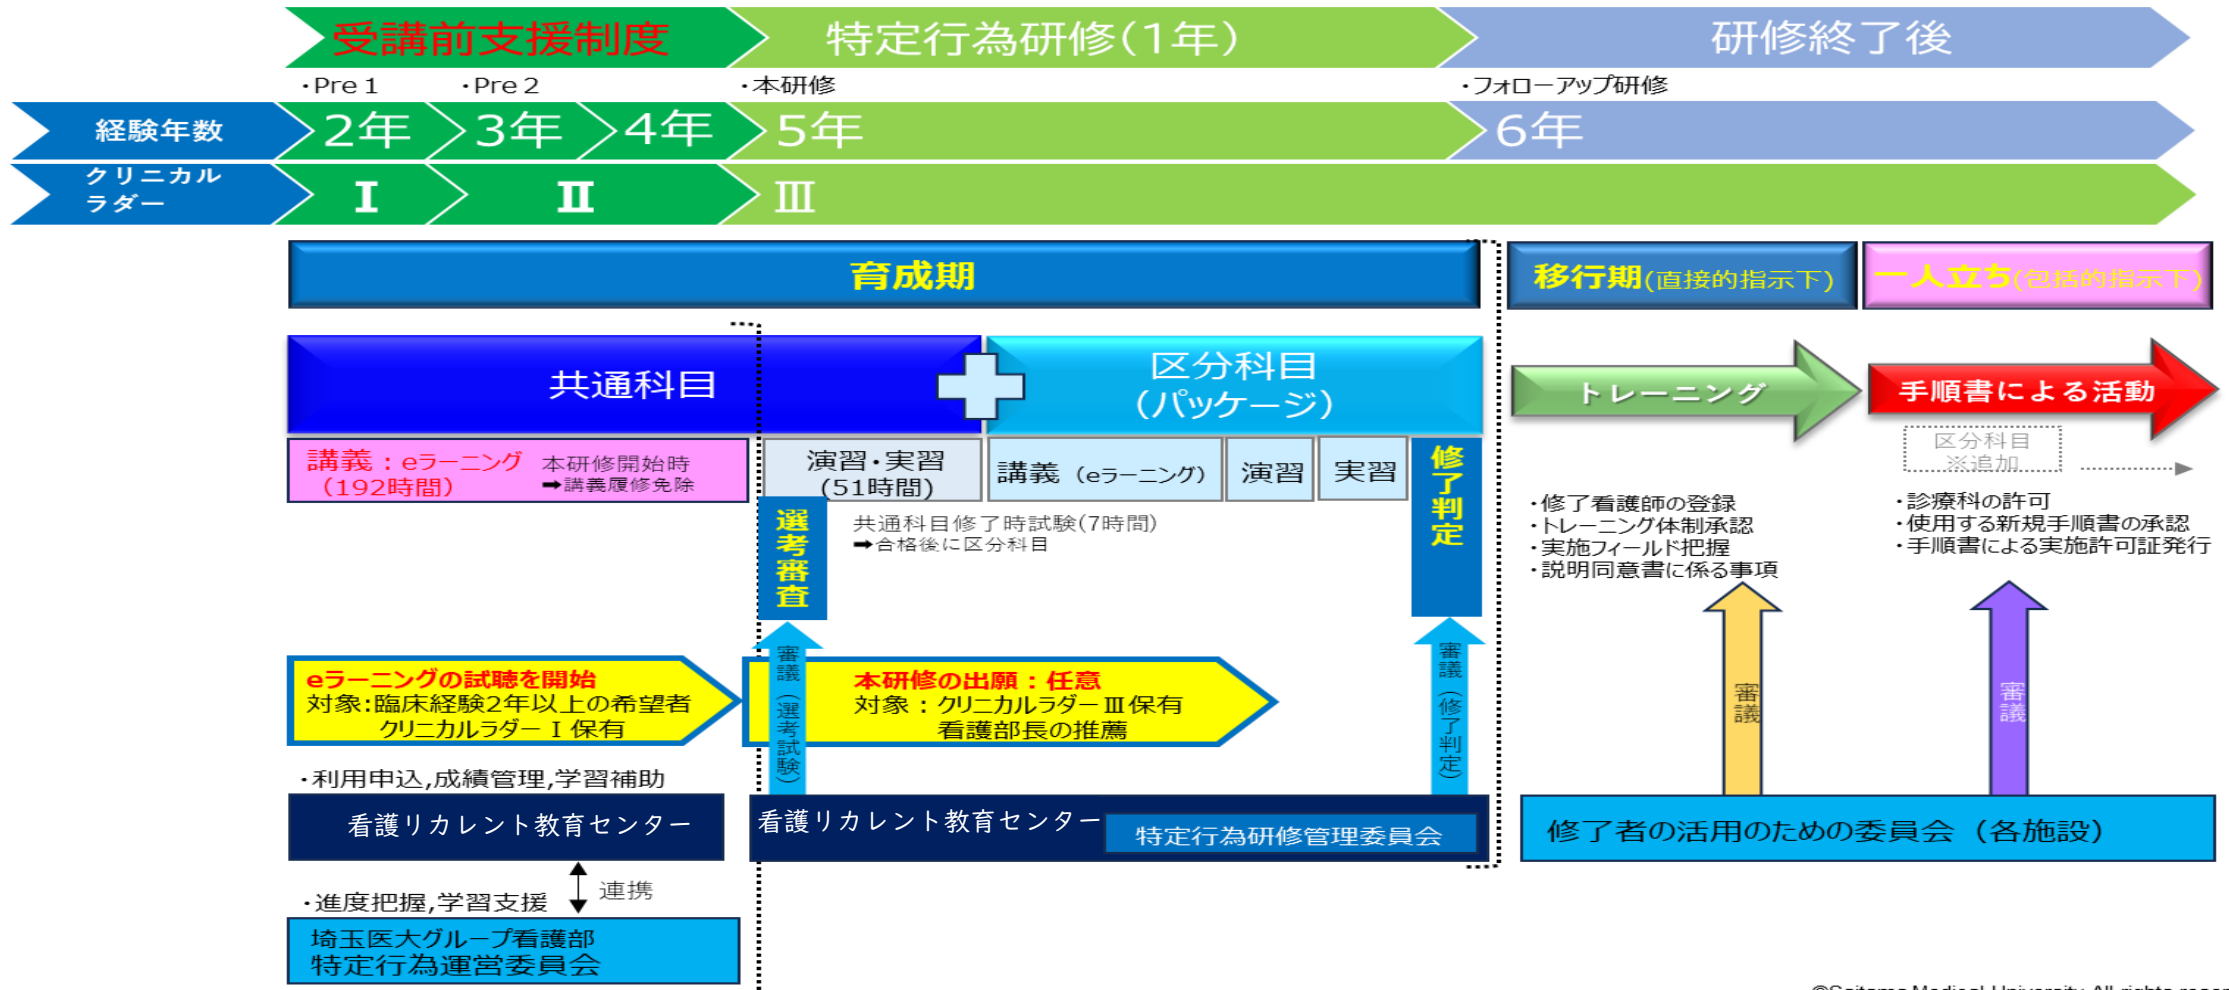 受講前支援制度
特定行為研修(1年)
研修終了後
・Pre 1
・Pre 2
・本研修
・フォローアップ研修
経験年数
2年
3年
4年
5年
6年
クリニカル
ラダー
Ⅰ
Ⅱ
Ⅲ
育成期
移行期(直接的指示下)
一人立ち(包括的指示下)
共通科目
区分科目
(パッケージ)
トレーニング
手順書による活動
講義：eラーニング
(192時間)
本研修開始時
➡講義履修免除
演習・実習
(51時間)
講義（eラーニング）
演習
実習
修了判定
区分科目
※追加
選考審査
共通科目修了時試験(7時間)
➡合格後に区分科目
・修了看護師の登録
・トレーニング体制承認
・実施フィールド把握
・説明同意書に係る事項
・診療科の許可
・使用する新規手順書の承認
・手順書による実施許可証発行
eラーニングの試聴を開始
対象:臨床経験2年以上の希望者
クリニカルラダーⅠ保有
審議（選考試験）
本研修の出願：任意
対象：クリニカルラダーⅢ保有
看護部長の推薦
審議（修了判定）
審議
審議
・利用申込,成績管理,学習補助
看護リカレント教育センター
看護リカレント教育センター
特定行為研修管理委員会
修了者の活用のための委員会（各施設）
連携
・進度把握,学習支援
埼玉医大グループ看護部
特定行為運営委員会